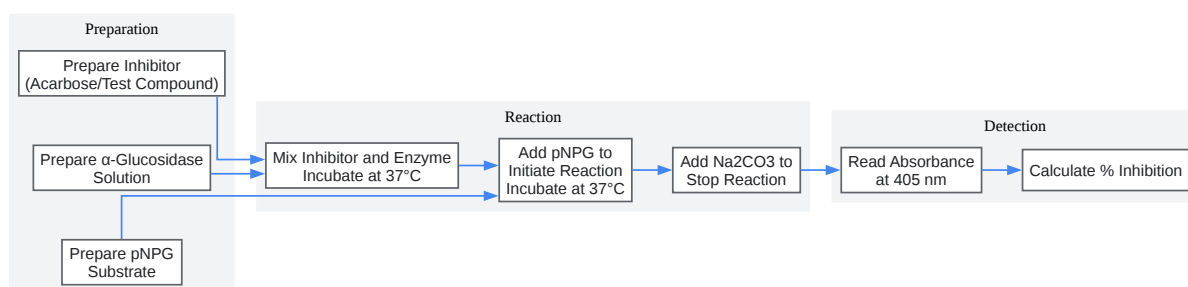 Preparation
Prepare Inhibitor
(Acarbose/Test Compound)
Prepare α-Glucosidase
Solution
Prepare pNPG
Substrate
Reaction
Mix Inhibitor and Enzyme
Incubate at 37°C
Add pNPG to
Initiate Reaction
Incubate at 37°C
Add Na2CO3 to
Stop Reaction
Detection
Read Absorbance
at 405 nm
Calculate % Inhibition